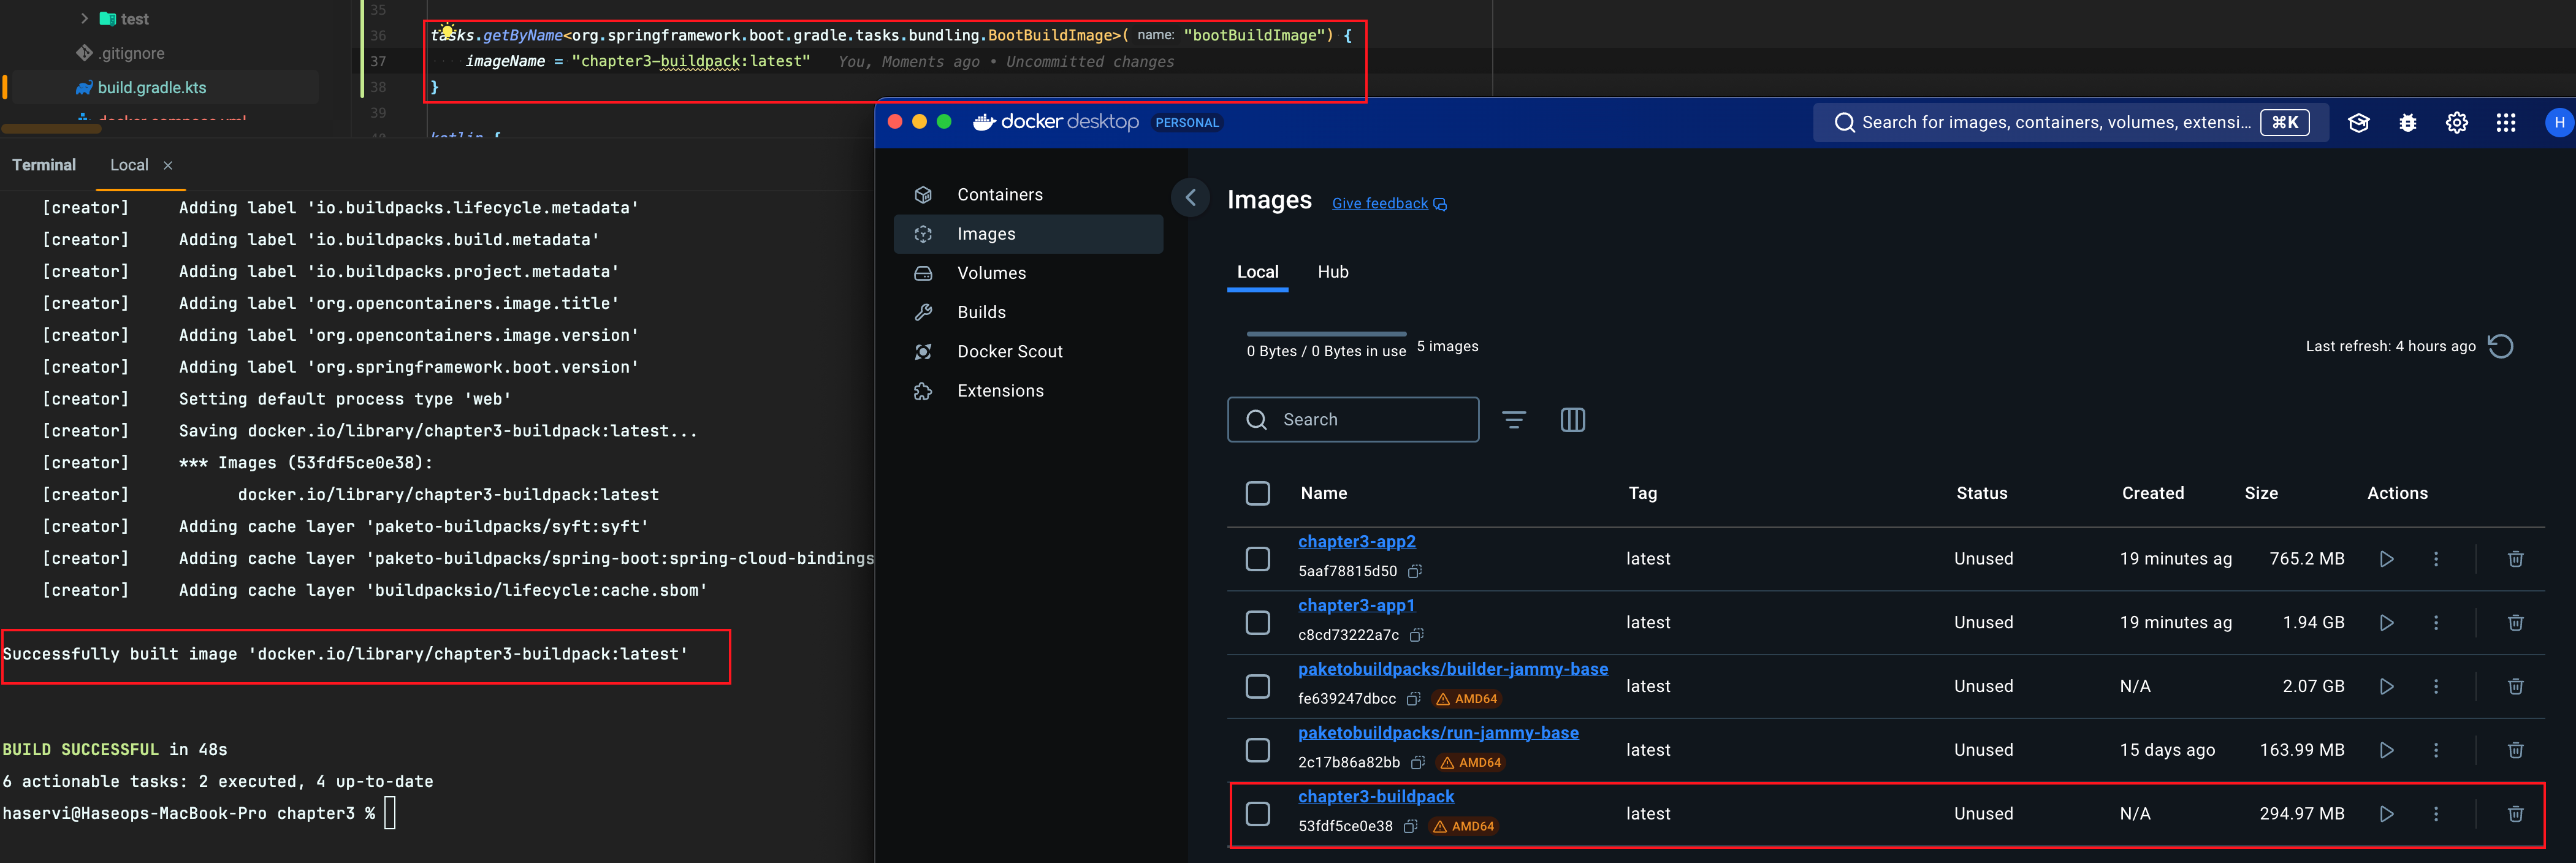 test
.gitignore
build.gradle.kts
docker-compose.yml
35
36 tasks.getByName<org.springframework.boot.gradle.tasks.bundling.BootBuildImage>( name: "bootBuildImage") {
37 imageName = "chapter3-buildpack:latest" You, Moments ago • Uncommitted changes
38 }
39
kotlin {
Terminal Local ×
[creator] Adding label 'io.buildpacks.lifecycle.metadata'
[creator] Adding label 'io.buildpacks.build.metadata'
[creator] Adding label 'io.buildpacks.project.metadata'
[creator] Adding label 'org.opencontainers.image.title'
[creator] Adding label 'org.opencontainers.image.version'
[creator] Adding label 'org.springframework.boot.version'
[creator] Setting default process type 'web'
[creator] Saving docker.io/library/chapter3-buildpack:latest...
[creator] *** Images (53fdf5ce0e38):
[creator] docker.io/library/chapter3-buildpack:latest
[creator] Adding cache layer 'paketo-buildpacks/syft:syft'
[creator] Adding cache layer 'paketo-buildpacks/spring-boot:spring-cloud-bindings
[creator] Adding cache layer 'buildpacksio/lifecycle:cache.sbom'
Successfully built image 'docker.io/library/chapter3-buildpack:latest'
BUILD SUCCESSFUL in 48s
6 actionable tasks: 2 executed, 4 up-to-date
haservi@Haseops-MacBook-Pro chapter3 %
docker desktop PERSONAL
Search for images, containers, volumes, extensi... ⌘K
H
Containers
Images
Volumes
Builds
Docker Scout
Extensions
Images Give feedback
Local Hub
0 Bytes / 0 Bytes in use 5 images
Last refresh: 4 hours ago
Search
Name Tag Status Created Size Actions
chapter3-app2
5aaf78815d50
latest Unused 19 minutes ag 765.2 MB
chapter3-app1
c8cd73222a7c
latest Unused 19 minutes ag 1.94 GB
paketobuildpacks/builder-jammy-base
fe639247dbcc AMD64
latest Unused N/A 2.07 GB
paketobuildpacks/run-jammy-base
2c17b86a82bb AMD64
latest Unused 15 days ago 163.99 MB
chapter3-buildpack
53fdf5ce0e38 AMD64
latest Unused N/A 294.97 MB